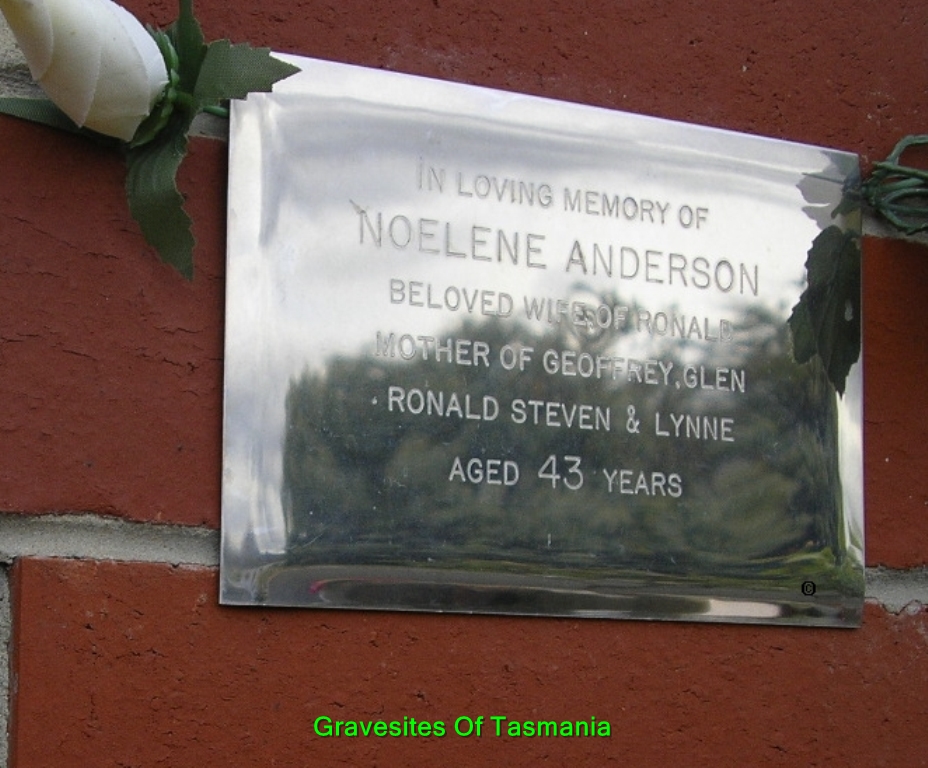 IN LOVING MEMORY OF
NOELENE ANDERSON
BELOVED WIFE OF RONALD
MOTHER OF GEOFFREY, GLEN
RONALD STEVEN & LYNNE
AGED 43 YEARS
©
Gravesites Of Tasmania